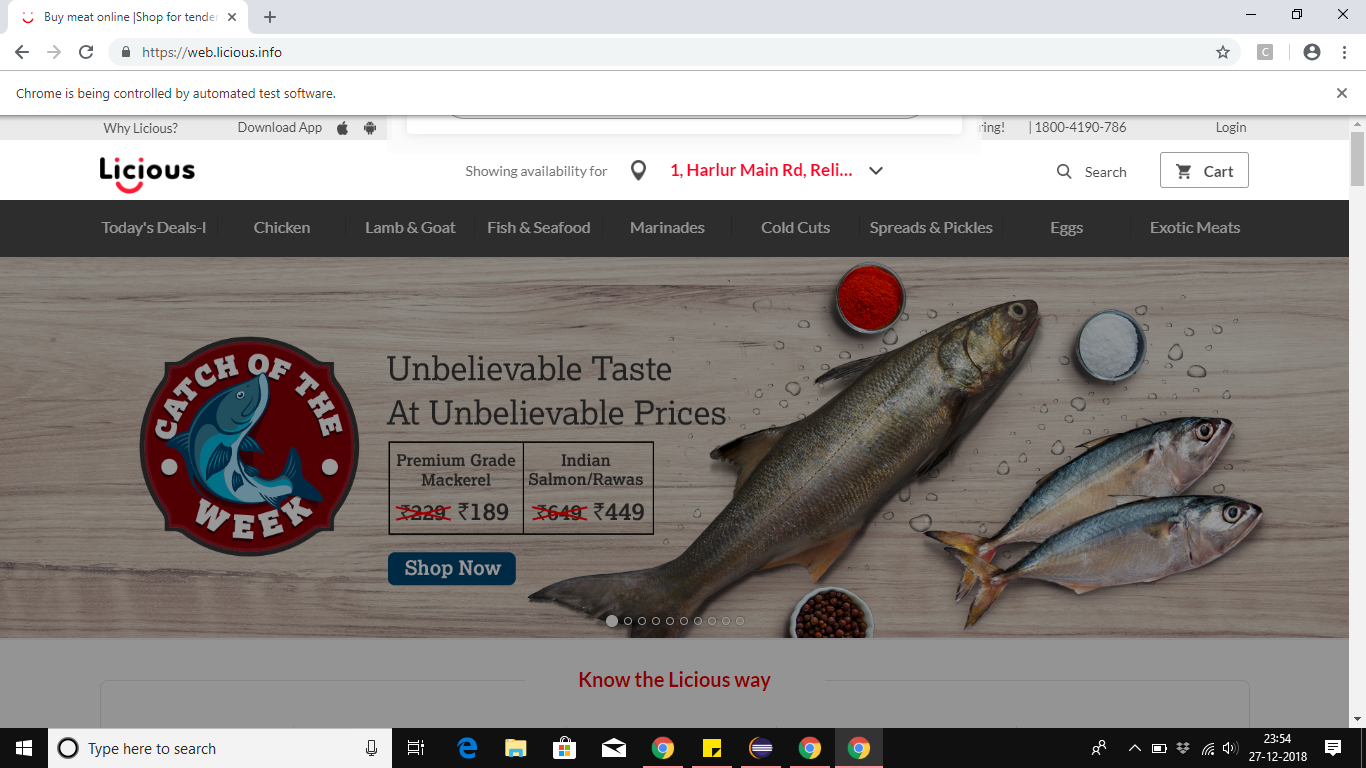 Buy meat online |Shop for tender
https://web.licious.info
C
Chrome is being controlled by automated test software.
Why Licious?
Download App
ring!
| 1800-4190-786
Login
Licious
Showing availability for
1, Harlur Main Rd, Reli...
Search
Cart
Today's Deals-I
Chicken
Lamb & Goat
Fish & Seafood
Marinades
Cold Cuts
Spreads & Pickles
Eggs
Exotic Meats
CATCH OF THE
WEEK
Unbelievable Taste
At Unbelievable Prices
Premium Grade
Mackerel
₹229 ₹189
Indian
Salmon/Rawas
₹649 ₹449
Shop Now
Know the Licious way
Type here to search
23:54
27-12-2018